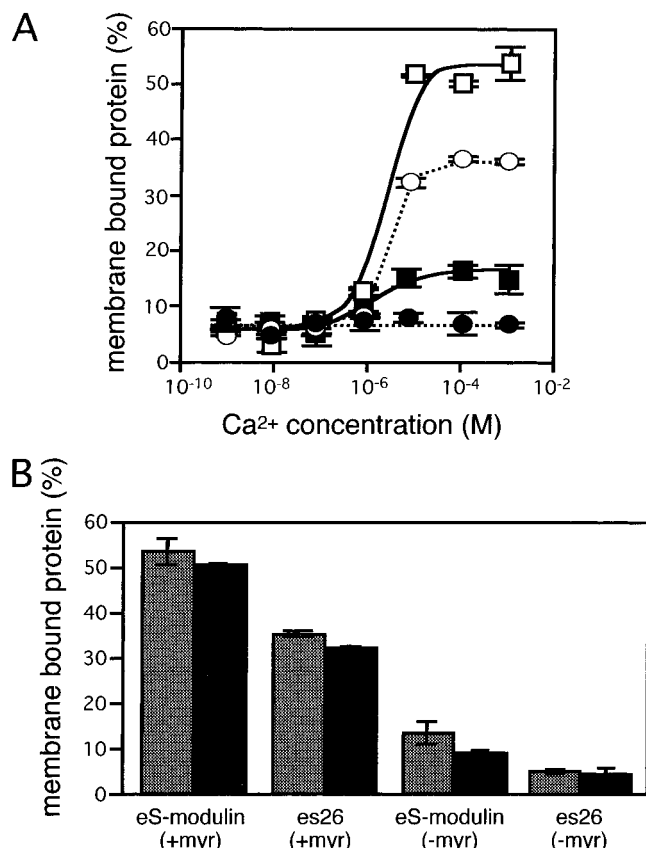 A
membrane bound protein (%)
60
50
40
30
20
10
0
10-10
10-8
10-6
10-4
10-2
Ca2+ concentration (M)
B
membrane bound protein (%)
60
50
40
30
20
10
0
eS-modulin
(+myr)
es26
(+myr)
eS-modulin
(-myr)
es26
(-myr)